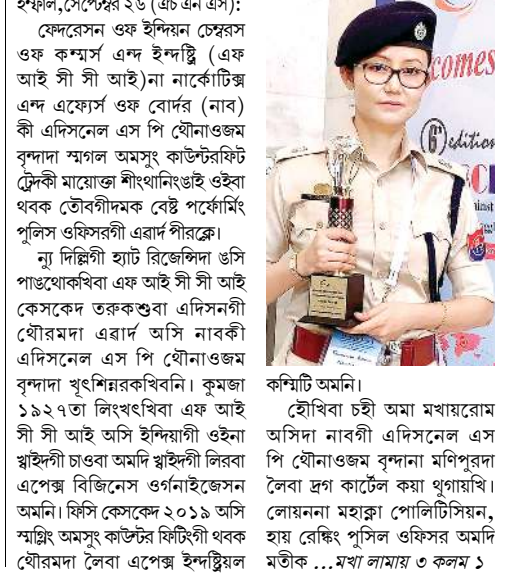 ইম্ফাল,সেপ্টেম্বর ২৬ (এচ এন এস):
ফেদরেসন ওফ ইন্দিয়ন চেম্বরস
ওফ কম্মর্স এন্দ ইন্দষ্ট্রি (এফ
আই সী সী আই)না নার্কোটিক্স
এন্দ এফ্যের্স ওফ বোর্দর (নাব)
কী এদিসনেল এস পি থৌনাওজম
বৃন্দাদা স্মগল অমসুং কাউন্টরফিট
ট্রেদকী মায়োক্তা শীংথানিংঙাই ওইবা
থবক তৌবগীদমক বেষ্ট পর্ফোর্মিং
পুলিস ওফিসরগী এৱার্দ পীরক্লে।
ন্যু দিল্লিগী হ্যাট রিজেন্সিদা ঙসি
পাঙথোকখিবা এফ আই সী সী আই
কেসকেদ তরুকশুবা এদিসনগী
থৌরমদা এৱার্দ অসি নাবকী
এদিসনেল এস পি থৌনাওজম
বৃন্দাদা খূৎশিন্নরকখিবনি। কুমজা
১৯২৭তা লিংখৎখিবা এফ আই
সী সী আই অসি ইন্দিয়াগী ওইনা
খ্বাইদগী চাওবা অমদি খ্বাইদগী লিরবা
এপেক্স বিজিনেস ওর্গনাইজেসন
অমনি। ফিসি কেসকেদ ২০১৯ অসি
স্মগ্লিং অমসুং কাউন্টর ফিটিংগী থবক
থৌরমদা লৈবা এপেক্স ইন্দষ্ট্রিয়ল
comes
(6th) edition
কম্মিটি অমনি।
হৌখিবা চহী অমা মখায়রোম
অসিদা নাবগী এদিসনেল এস
পি থৌনাওজম বৃন্দানা মণিপুরদা
লৈবা দ্রগ কার্টেল কয়া থুগায়খি।
লোয়ননা মহাক্না পোলিটিসিয়ন,
হায় রেঙ্কিং পুসিল ওফিসর অমদি
মতীক ...মখা লামায় ৩ কলম ১